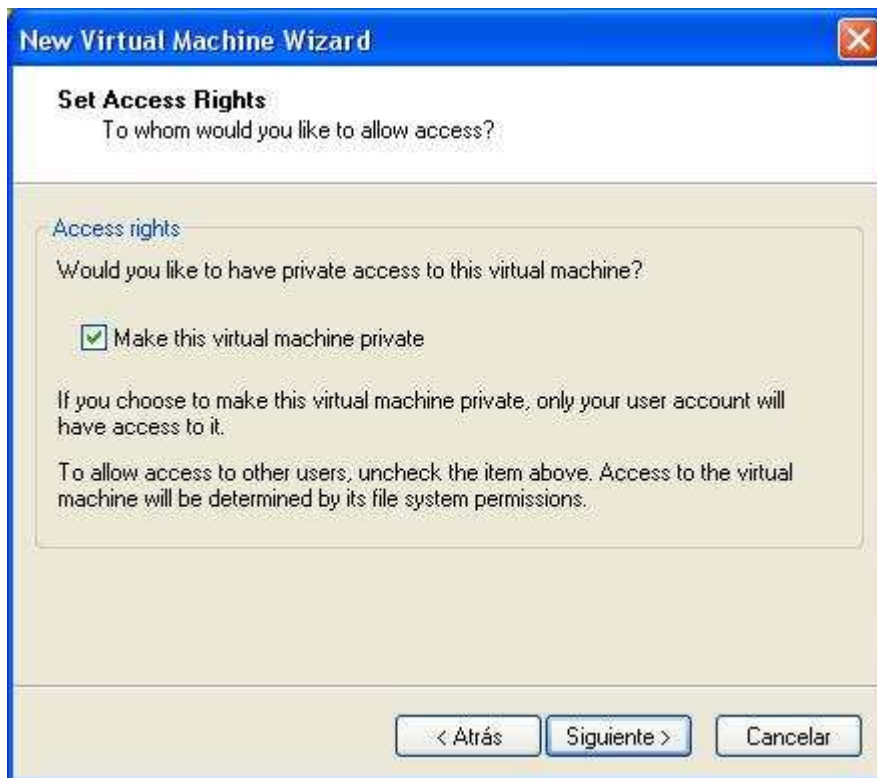 New Virtual Machine Wizard
Set Access Rights
To whom would you like to allow access?
Access rights
Would you like to have private access to this virtual machine?
Make this virtual machine private
If you choose to make this virtual machine private, only your user account will
have access to it.
To allow access to other users, uncheck the item above. Access to the virtual
machine will be determined by its file system permissions.
< Atrás Siguiente > Cancelar